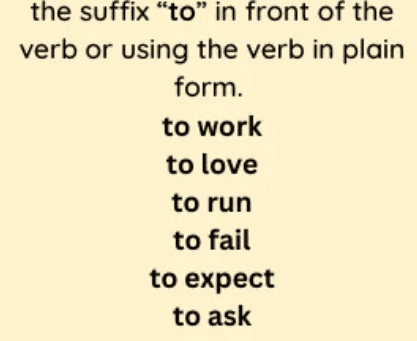 the suffix “to” in front of the
verb or using the verb in plain
form.
to work
to love
to run
to fail
to expect
to ask